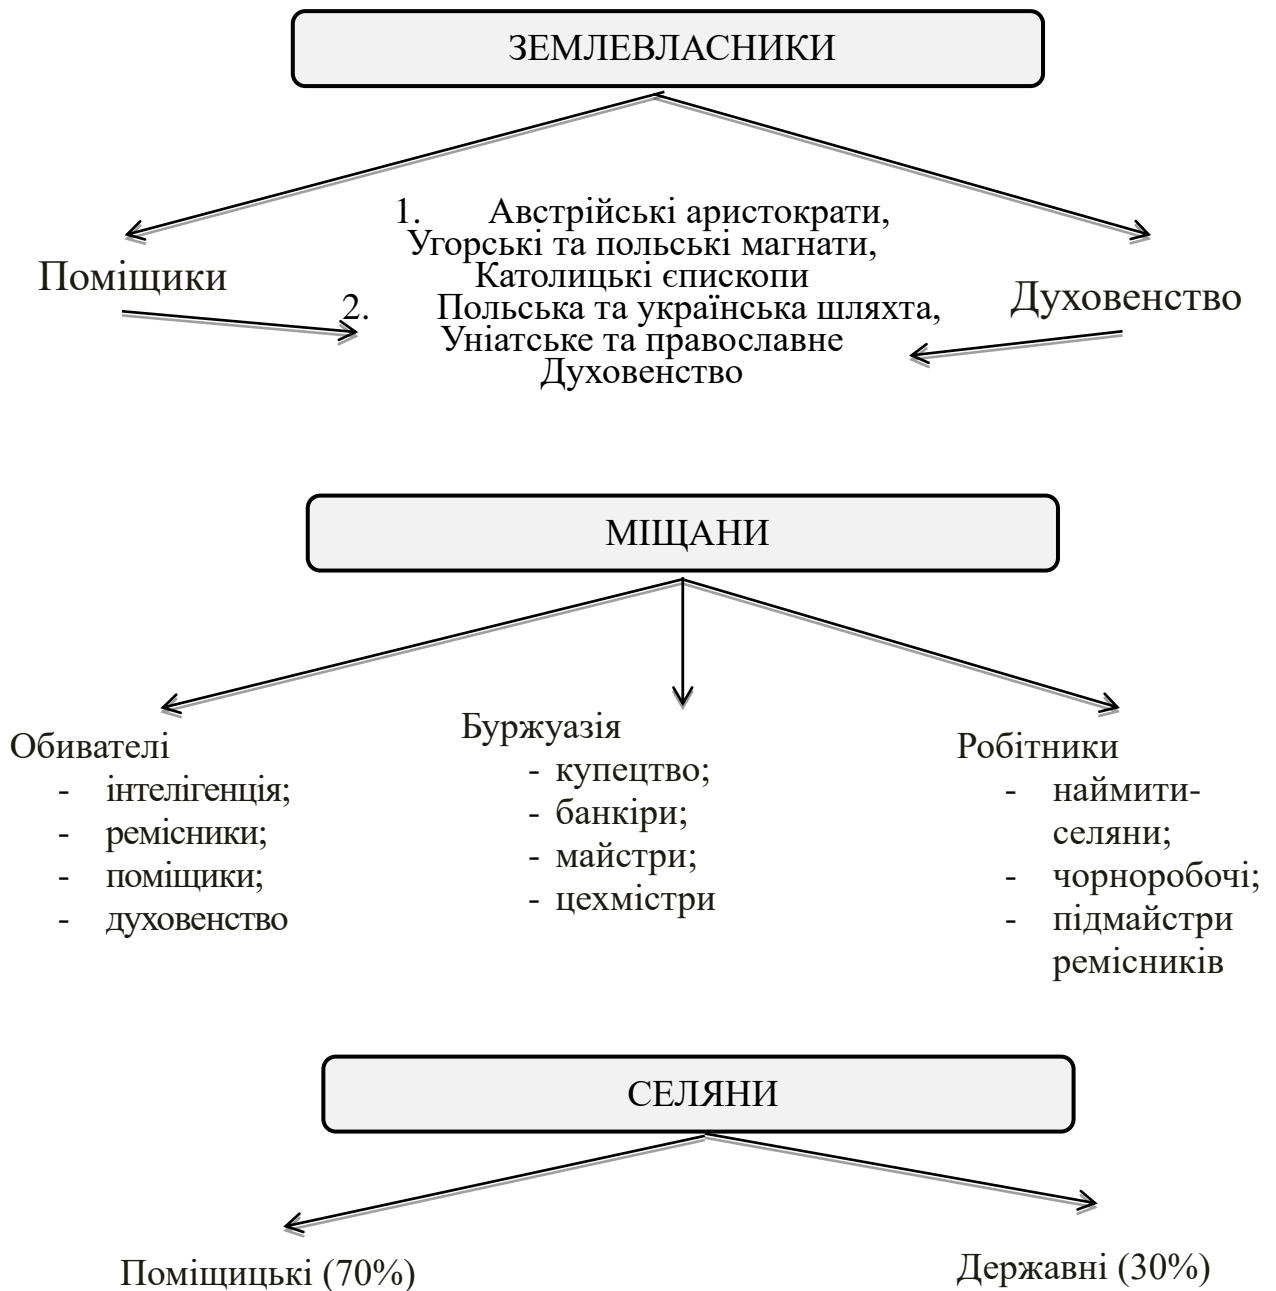 ЗЕМЛЕВЛАСНИКИ
Поміщики
1. Австрійські аристократи,
Угорські та польські магнати,
Католицькі єпископи
2. Польська та українська шляхта,
Уніатське та православне
Духовенство
Духовенство
МІЩАНИ
Обивателі
- інтелігенція;
- ремісники;
- поміщики;
- духовенство
Буржуазія
- купецтво;
- банкіри;
- майстри;
- цехмістри
Робітники
- наймити-
селяни;
- чорноробочі;
- підмайстри
ремісників
СЕЛЯНИ
Поміщицькі (70%)
Державні (30%)